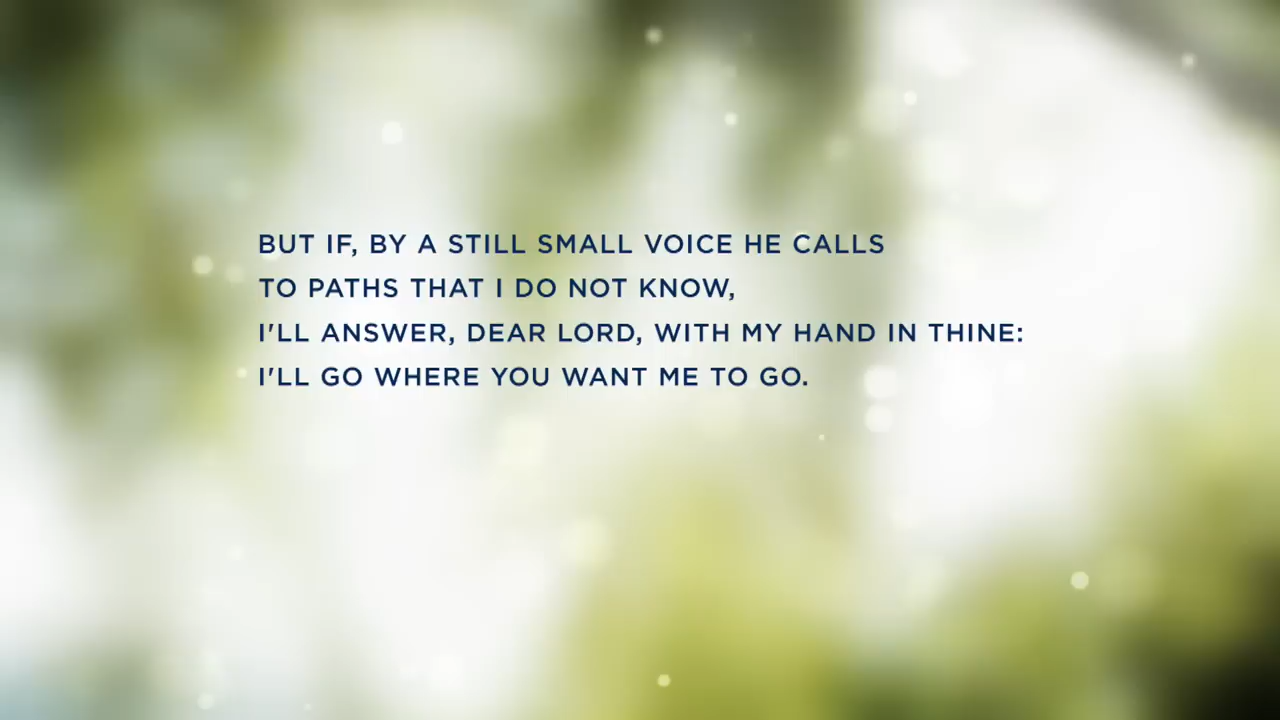 BUT IF, BY A STILL SMALL VOICE HE CALLS
TO PATHS THAT I DO NOT KNOW,
I'LL ANSWER, DEAR LORD, WITH MY HAND IN THINE:
I'LL GO WHERE YOU WANT ME TO GO.